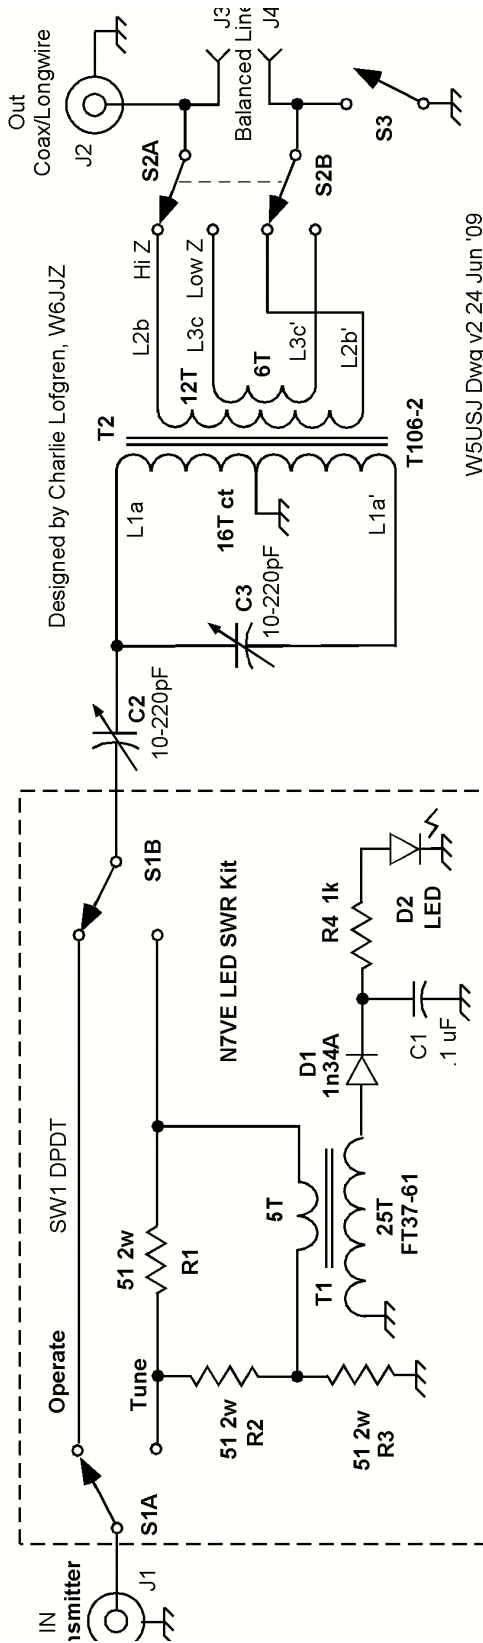 IN
nsmitter
J1
S1A
Operate
SW1 DPDT
Tune
51 2w
R1
51 2w
R2
51 2w
R3
5T
T1
25T
FT37-61
D1
1n34A
C1
.1 uF
R4 1k
D2
LED
N7VE LED SWR Kit
S1B
C2
10-220pF
C3
10-220pF
Designed by Charlie Lofgren, W6JJZ
L1a
16T ct
L1a'
T2
T106-2
12T
6T
L2b
Hi Z
L3c
Low Z
L3c'
L2b'
S2A
S2B
S3
Out
Coax/Longwire
J2
J3
Balanced Line
J4
W5USJ Dwg v2 24 Jun '09